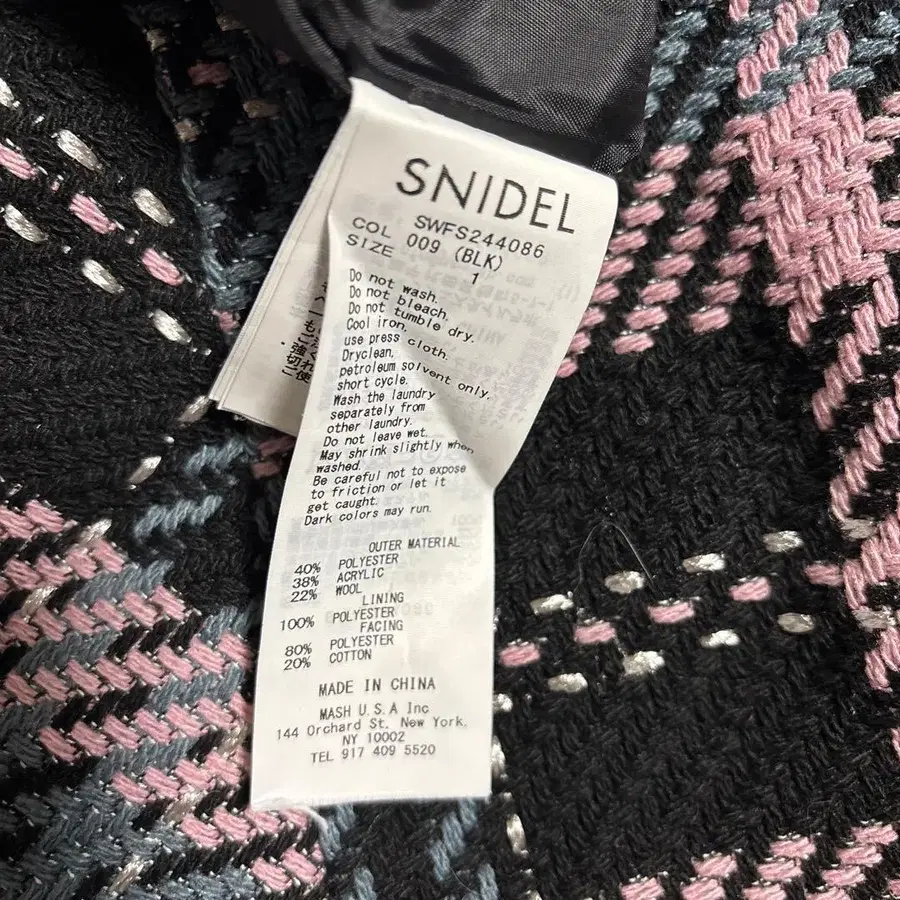 SNIDEL
SWFS244086
COL 009 (BLK)
SIZE 1
Do not wash.
Do not bleach.
Do not tumble dry.
Cool iron.
use press cloth.
Dryclean,
petroleum solvent only,
short cycle.
Wash the laundry
separately from
other laundry.
Do not leave wet.
May shrink slightly when
washed.
Be careful not to expose
to friction or let it
get caught.
Dark colors may run.
OUTER MATERIAL
40% POLYESTER
38% ACRYLIC
22% WOOL
LINING
100% POLYESTER
FACING
80% POLYESTER
20% COTTON
MADE IN CHINA
MASH U.S.A Inc
144 Orchard St. New York,
NY 10002
TEL 917 409 5520